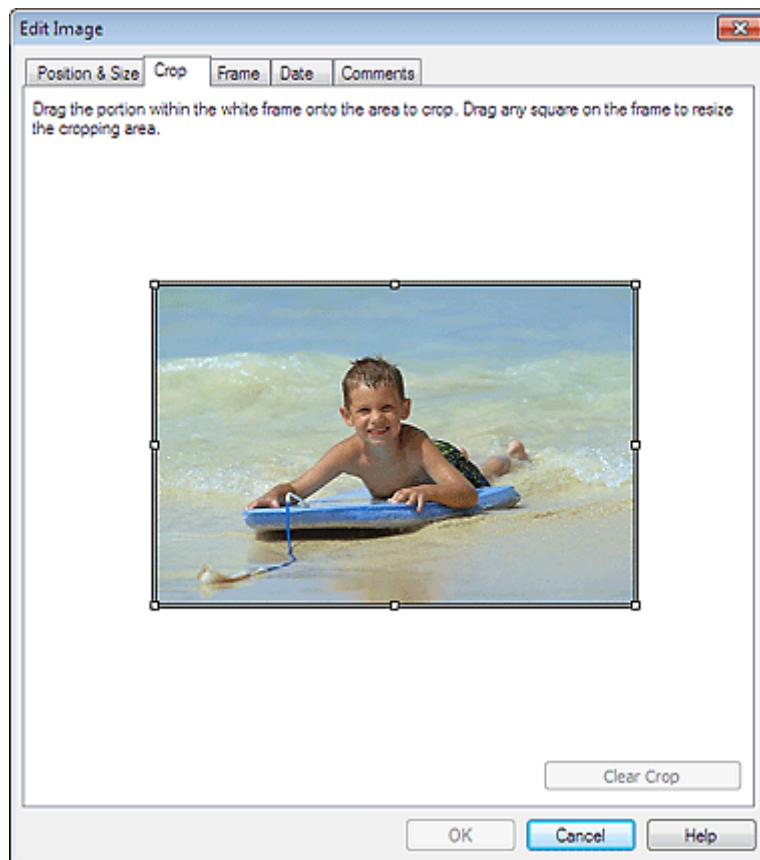 Edit Image
Position & Size Crop Frame Date Comments
Drag the portion within the white frame onto the area to crop. Drag any square on the frame to resize
the cropping area.
Clear Crop
OK Cancel Help